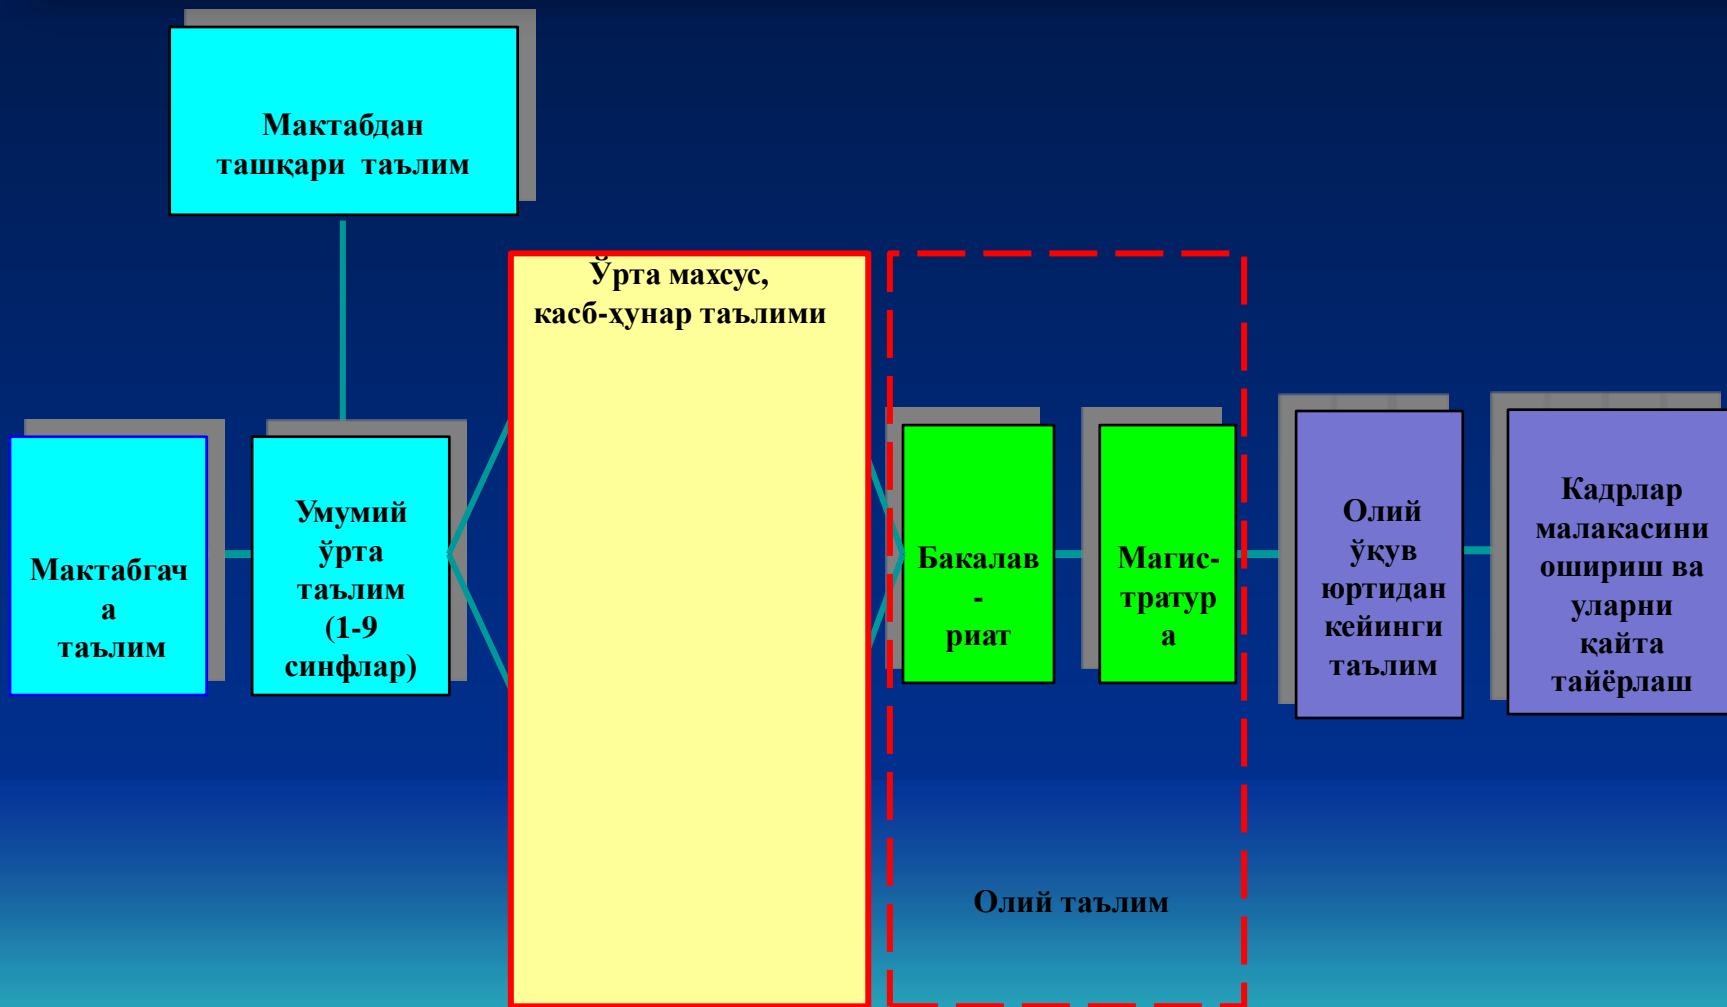 Мактабдан
ташқари таълим
Ўрта махсус,
касб-ҳунар таълими
Мактабгач
а
таълим
Умумий
ўрта
таълим
(1-9
синфлар)
Бакалав
-
риат
Магис-
тратур
а
Олий
ўқув
юртидан
кейинги
таълим
Кадрлар
малакасини
ошириш ва
уларни
қайта
тайёрлаш
Олий таълим